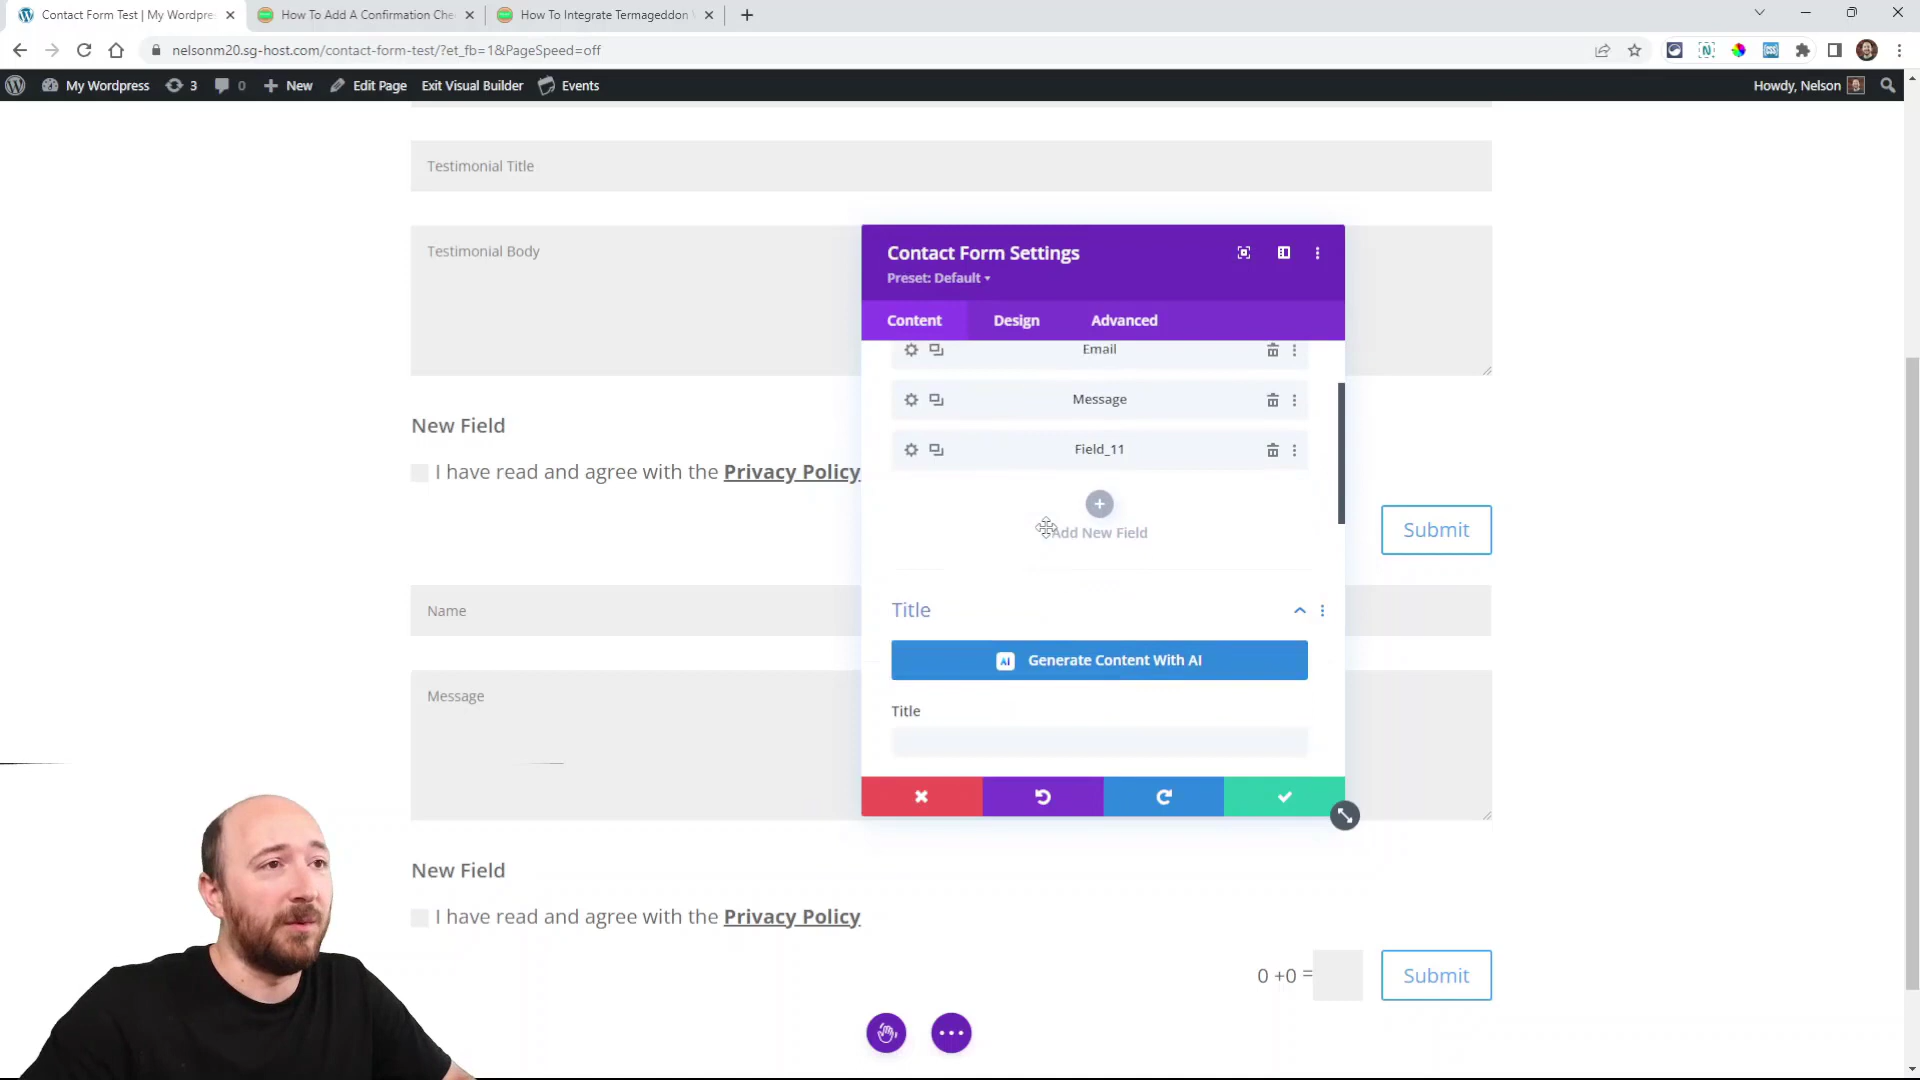 Contact Form Test | My Wordpre
How To Add A Confirmation Che
How To Integrate Termageddon
nelsonm20.sg-host.com/contact-form-test/?et_fb=1&PageSpeed=off
My Wordpress
3
0
New
Edit Page
Exit Visual Builder
Events
Howdy, Nelson
Testimonial Title
Testimonial Body
Contact Form Settings
Preset: Default
Content
Design
Advanced
Email
Message
Field_11
Add New Field
Title
AI
Generate Content With AI
Title
New Field
I have read and agree with the Privacy Policy
Submit
Name
Message
New Field
I have read and agree with the Privacy Policy
0 +0 =
Submit